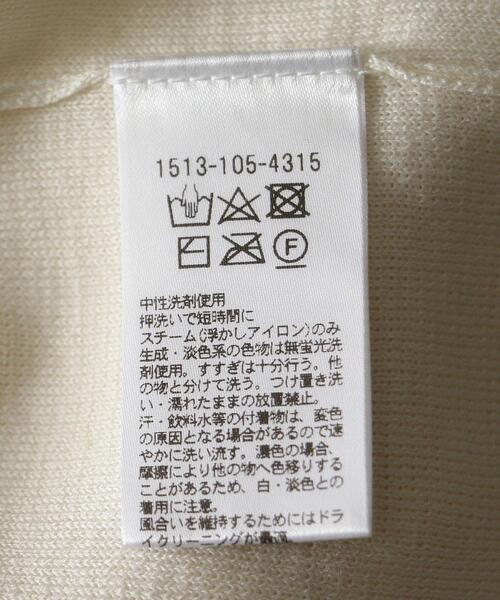 1513-105-4315
F
中性洗剤使用
押洗いで短時間に
スチーム(浮かしアイロン)のみ
生成・淡色系の色物は無蛍光洗
剤使用。すすぎは十分行う。他
の物と分けて洗う。つけ置き洗
い・濡れたままの放置禁止。
汗・飲料水等の付着物は、変色
の原因となる場合があるので速
やかに洗い流す。濃色の場合、
摩擦により他の物へ色移りする
ことがあるため、白・淡色との
着用に注意。
風合いを維持するためにはドラ
イクリーニングが最適